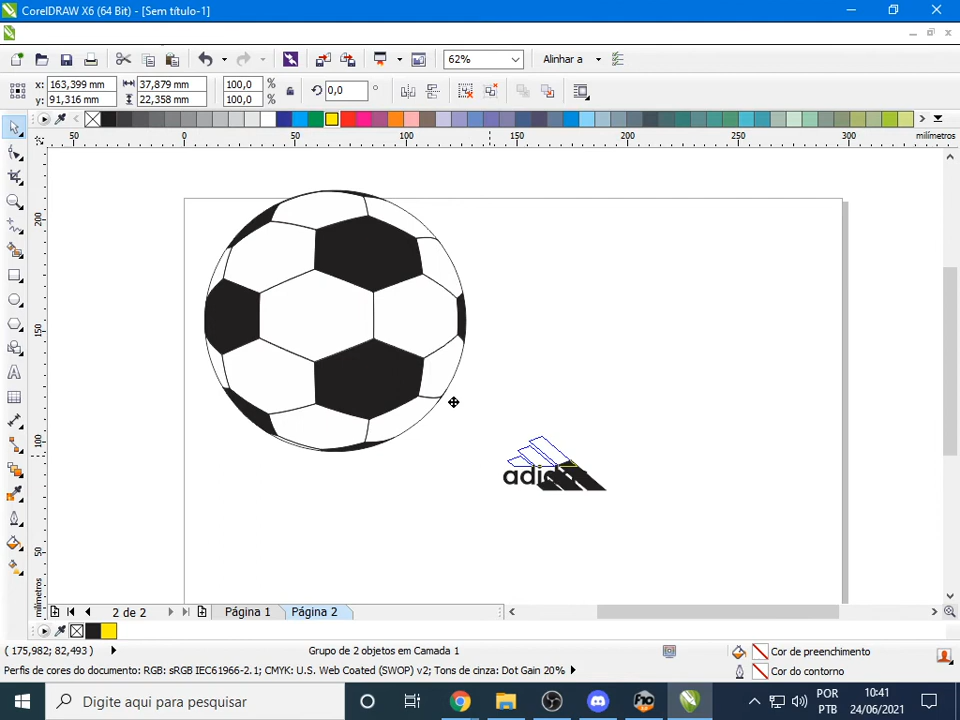 CorelDRAW X6 (64 Bit) - [Sem título-1]
62%
Alinhar a
x: 163,399 mm
y: 91,316 mm
37,879 mm
22,358 mm
100,0
100,0
%
%
0,0
°
50 0 50 100 150 200 250 300 milímetros
200
150
100
50
milímetros
2 de 2
Página 1
Página 2
( 175,982; 82,493)
Grupo de 2 objetos em Camada 1
Cor de preenchimento
Perfis de cores do documento: RGB: sRGB IEC61966-2.1; CMYK: U.S. Web Coated (SWOP) v2; Tons de cinza: Dot Gain 20%
Cor do contorno
Digite aqui para pesquisar
POR
PTB
10:41
24/06/2021